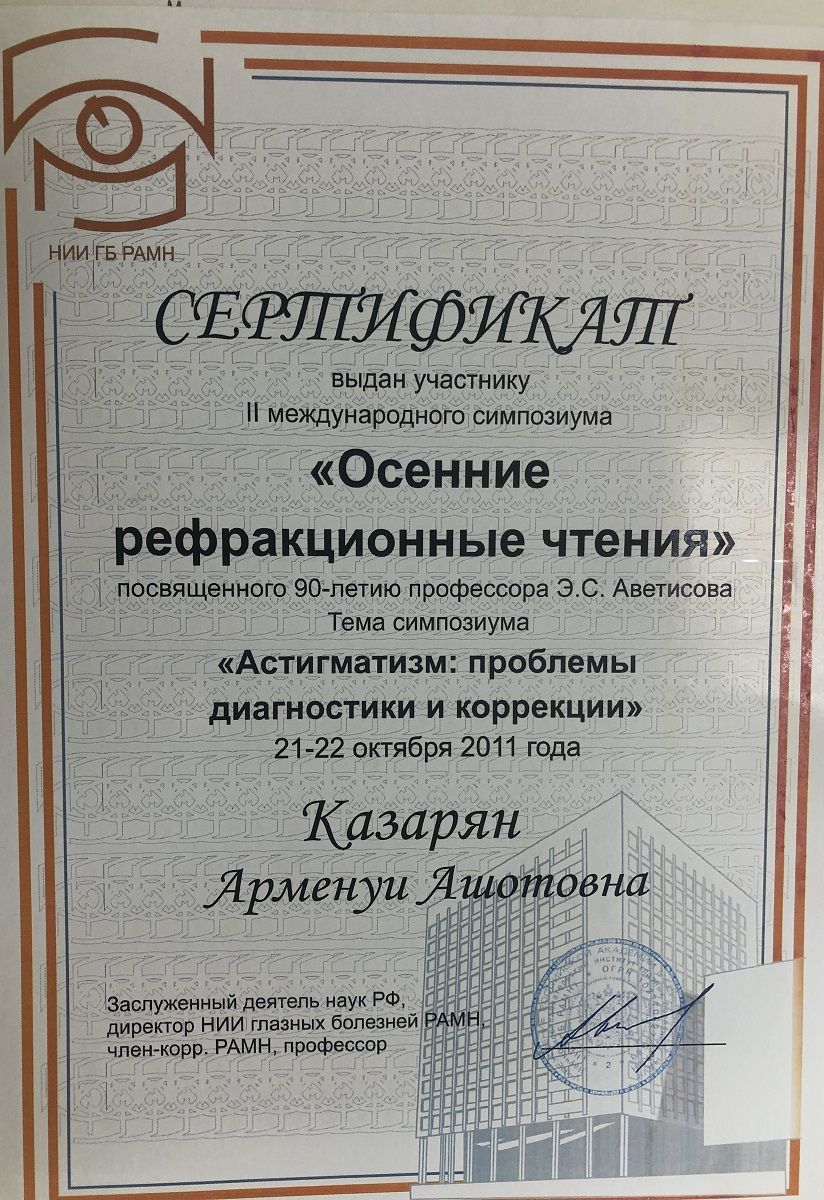 НИИ ГБ РАМН
СЕРТИФИКАТ
выдан участнику
II международного симпозиума
«Осенние
рефракционные чтения»
посвященного 90-летию профессора Э.С. Аветисова
Тема симпозиума
«Астигматизм: проблемы
диагностики и коррекции»
21-22 октября 2011 года
Казарян
Арменуи Ашотовна
Заслуженный деятель наук РФ,
директор НИИ глазных болезней РАМН,
член-корр. РАМН, профессор